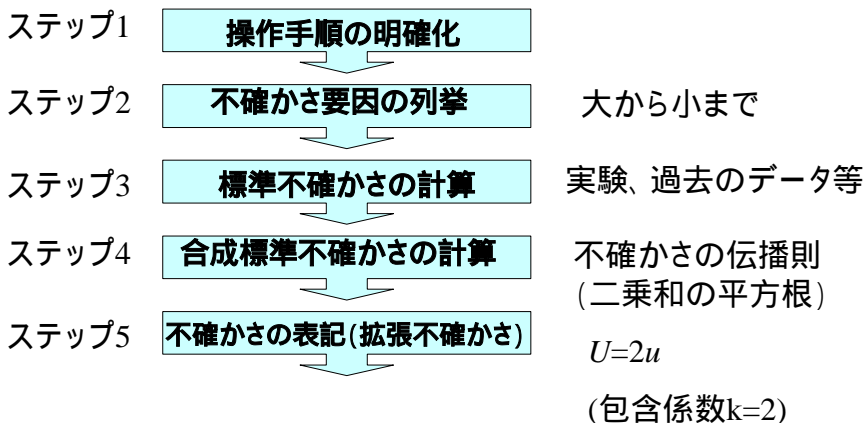 ステップ1 操作手順の明確化
ステップ2 不確かさ要因の列挙 大から小まで
ステップ3 標準不確かさの計算 実験、過去のデータ等
ステップ4 合成標準不確かさの計算 不確かさの伝播則
(二乗和の平方根)
ステップ5 不確かさの表記(拡張不確かさ)
U=2u
(包含係数k=2)